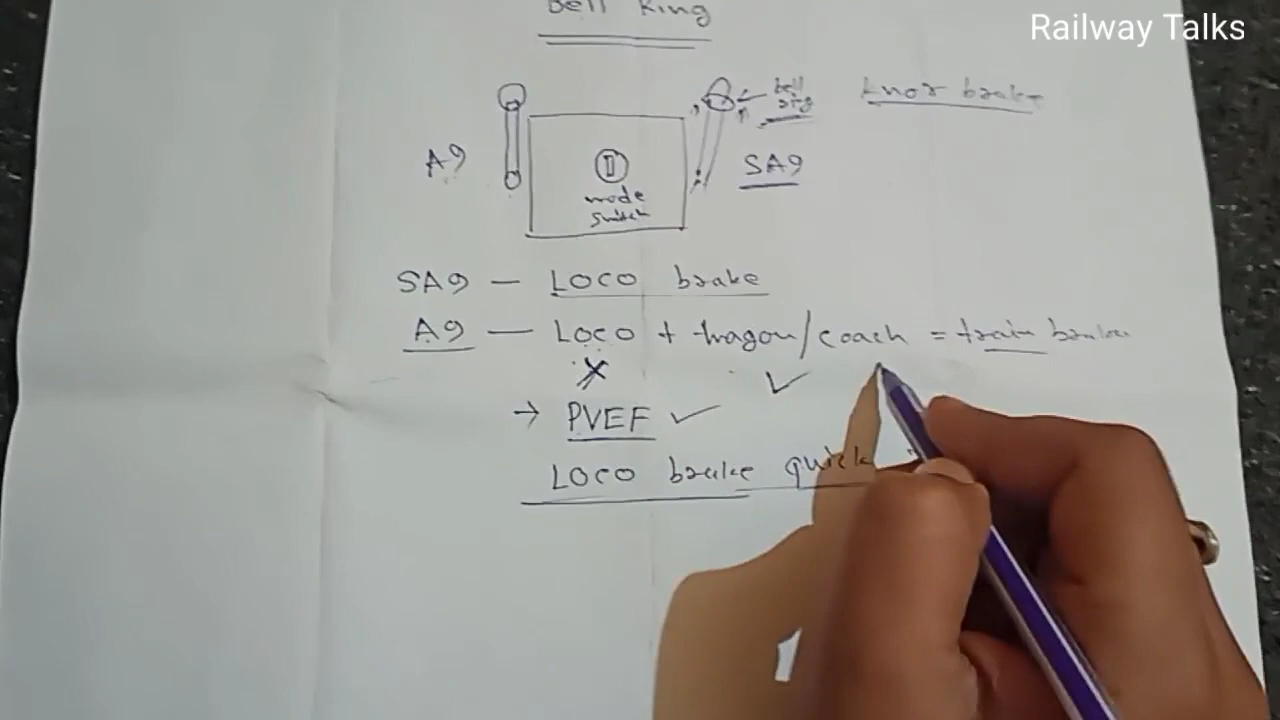 Railway Talks
Bell Ring
bell
ring
knor brake
A9
mode
switch
SA9
SA9 — LOCO brake
A9 — LOCO + wagon/coach = train brake
→ PVEF ✓
LOCO brake quick